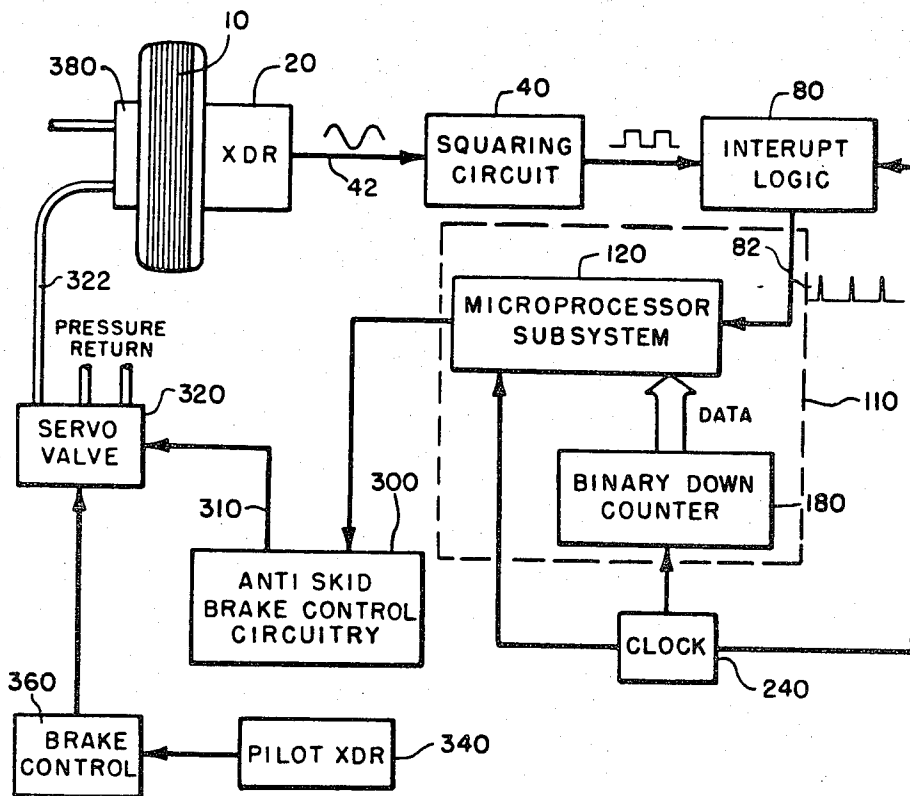 10
380
20
40
80
XDR
SQUARING
CIRCUIT
INTERUPT
LOGIC
42
120
82
322
MICROPROCESSOR
SUBSYSTEM
PRESSURE
RETURN
320
110
DATA
SERVO
VALVE
310
300
BINARY DOWN
COUNTER
180
ANTI SKID
BRAKE CONTROL
CIRCUITRY
CLOCK
240
360
BRAKE
CONTROL
PILOT XDR
340